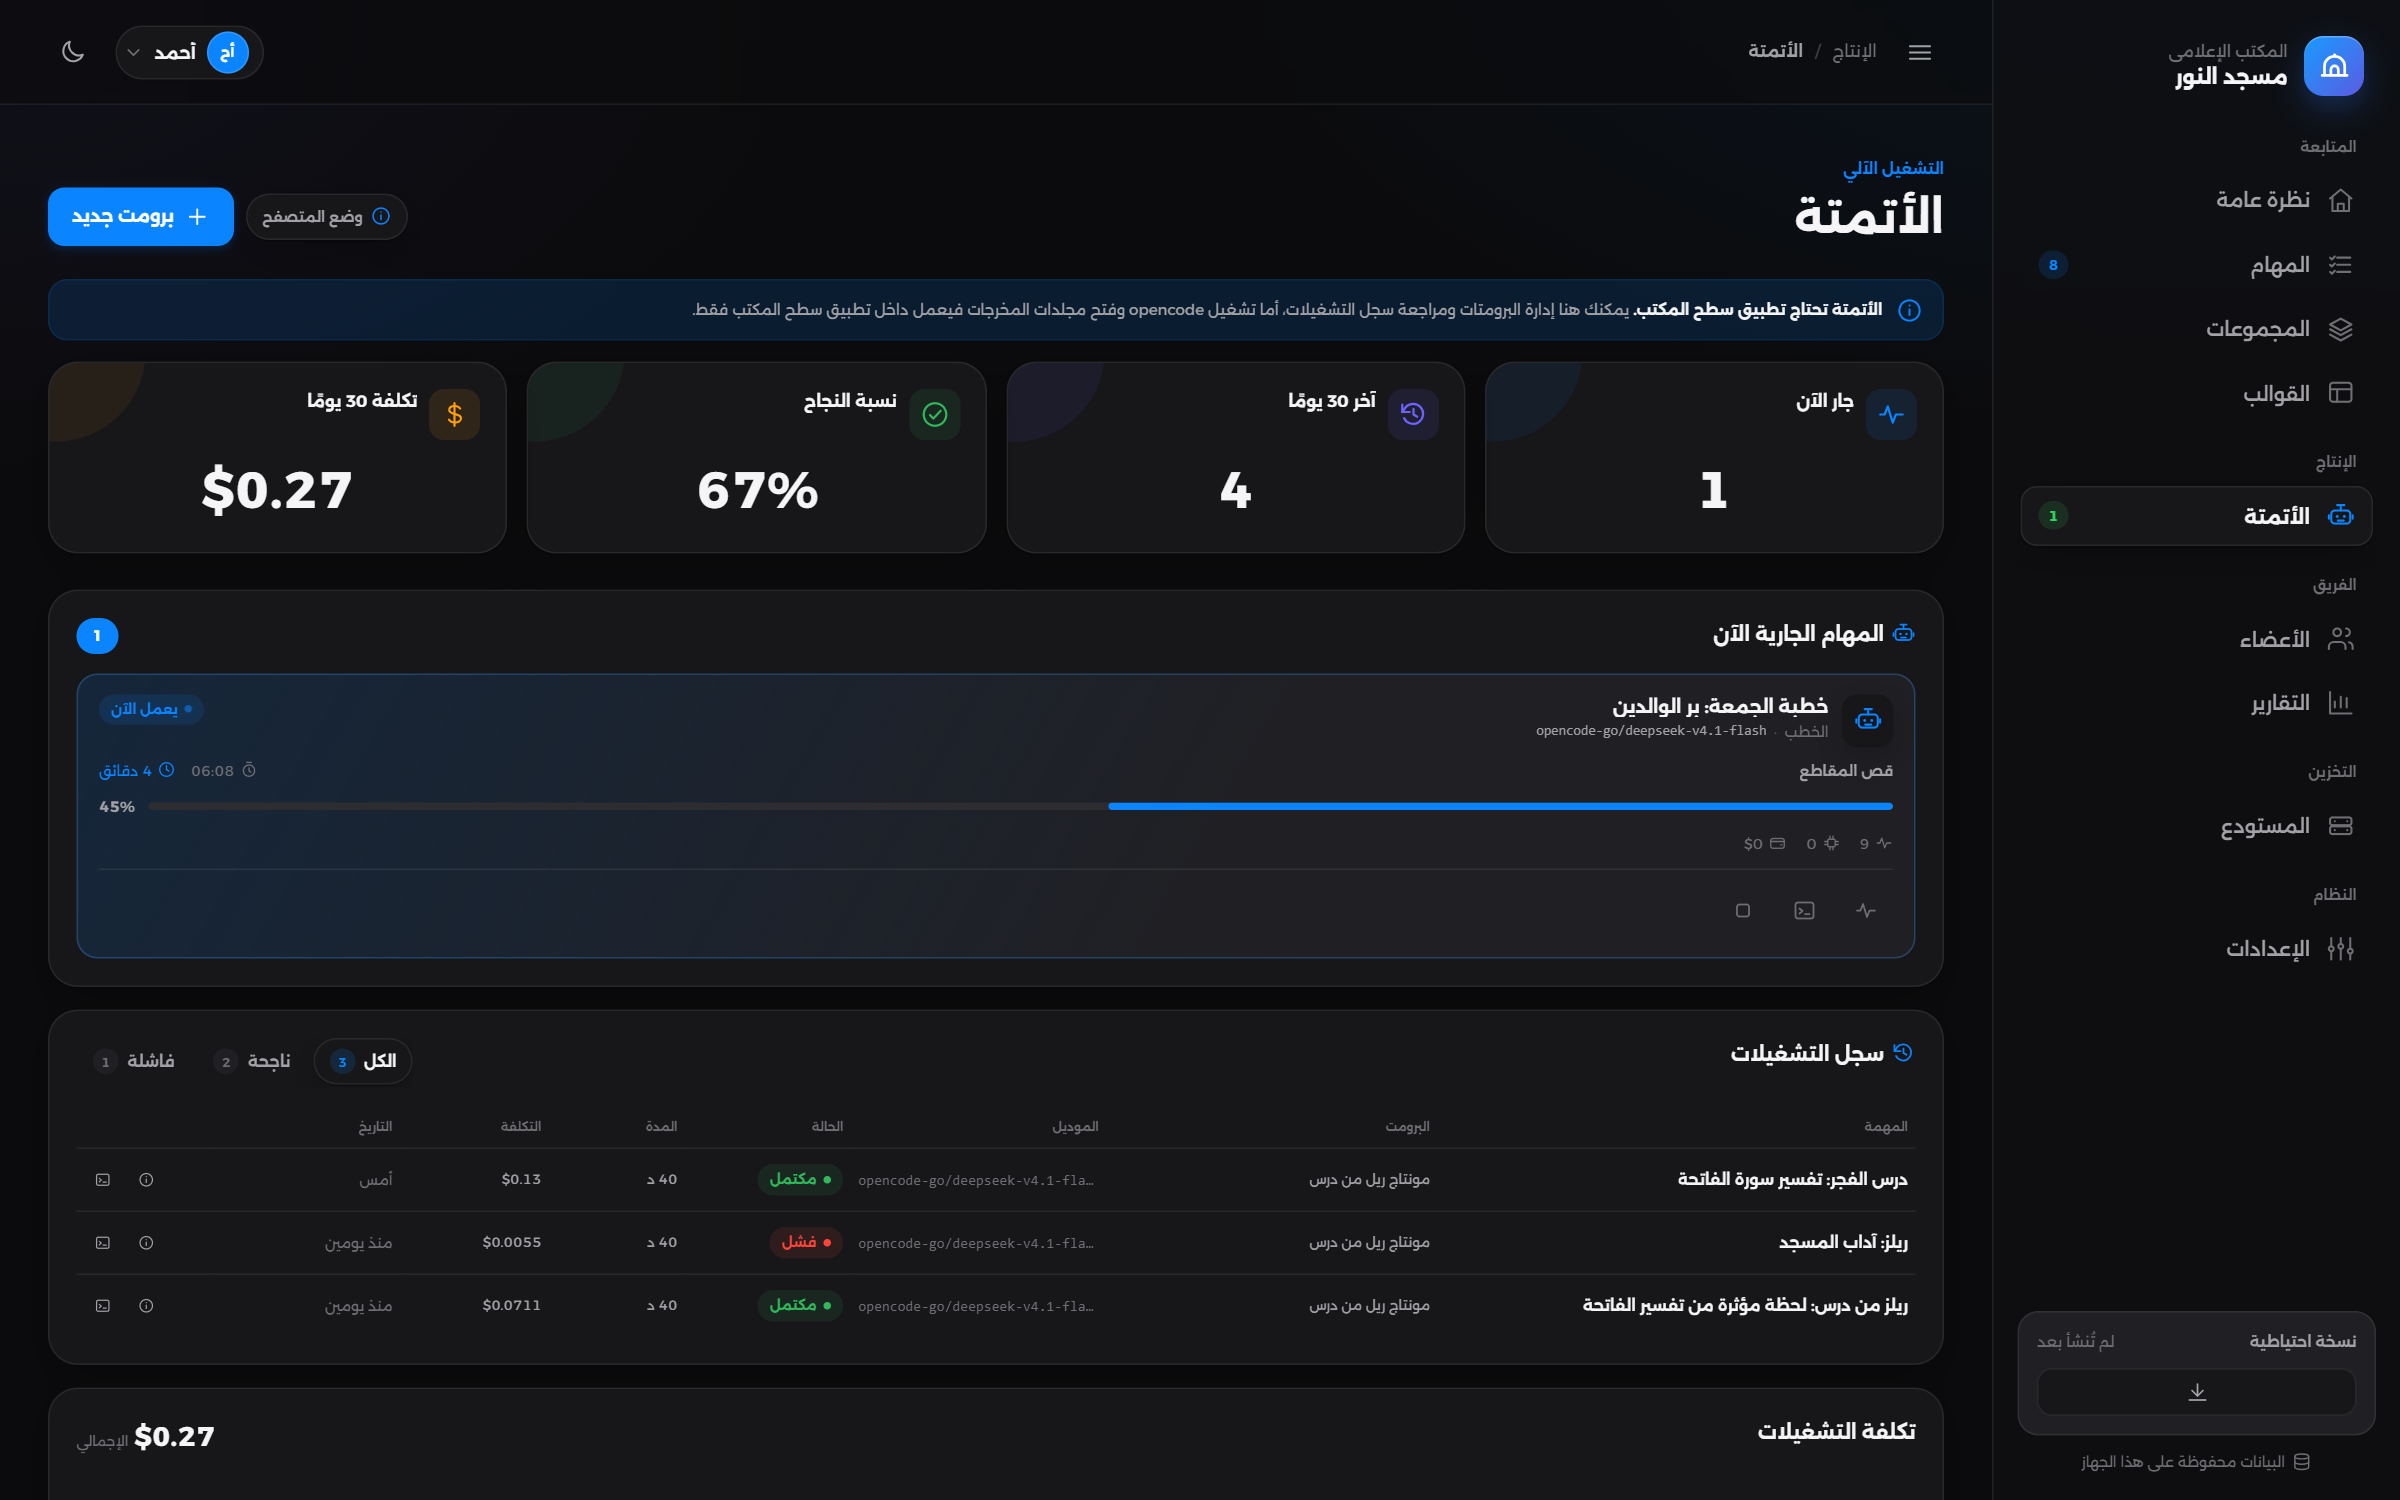 المكتب الإعلامى
مسجد النور
المتابعة
نظرة عامة
المهام 8
المجموعات
القوالب
الإنتاج
الأتمتة 1
الفريق
الأعضاء
التقارير
التخزين
المستودع
النظام
الإعدادات
نسخة احتياطية لم تُنشأ بعد
البيانات محفوظة على هذا الجهاز
الإنتاج / الأتمتة
أح أحمد
التشغيل الآلي
الأتمتة
وضع المتصفح
برومت جديد
الأتمتة تحتاج تطبيق سطح المكتب. يمكنك هنا إدارة البرومتات ومراجعة سجل التشغيلات، أما تشغيل opencode وفتح مجلدات المخرجات فيعمل داخل تطبيق سطح المكتب فقط.
جار الآن
1
آخر 30 يومًا
4
نسبة النجاح
67%
تكلفة 30 يومًا
$0.27
المهام الجارية الآن 1
خطبة الجمعة: بر الوالدين يعمل الآن
الخطب · opencode-go/deepseek-v4.1-flash
قص المقاطع 06:08 4 دقائق
45%
9 0 $0
سجل التشغيلات الكل 3 ناجحة 2 فاشلة 1
المهمة البرومت الموديل الحالة المدة التكلفة التاريخ
درس الفجر: تفسير سورة الفاتحة مونتاج ريل من درس opencode-go/deepseek-v4.1-fla… مكتمل 40 د $0.13 أمس
ريلز: آداب المسجد مونتاج ريل من درس opencode-go/deepseek-v4.1-fla… فشل 40 د $0.0055 منذ يومين
ريلز من درس: لحظة مؤثرة من تفسير الفاتحة مونتاج ريل من درس opencode-go/deepseek-v4.1-fla… مكتمل 40 د $0.0711 منذ يومين
تكلفة التشغيلات $0.27 الإجمالي